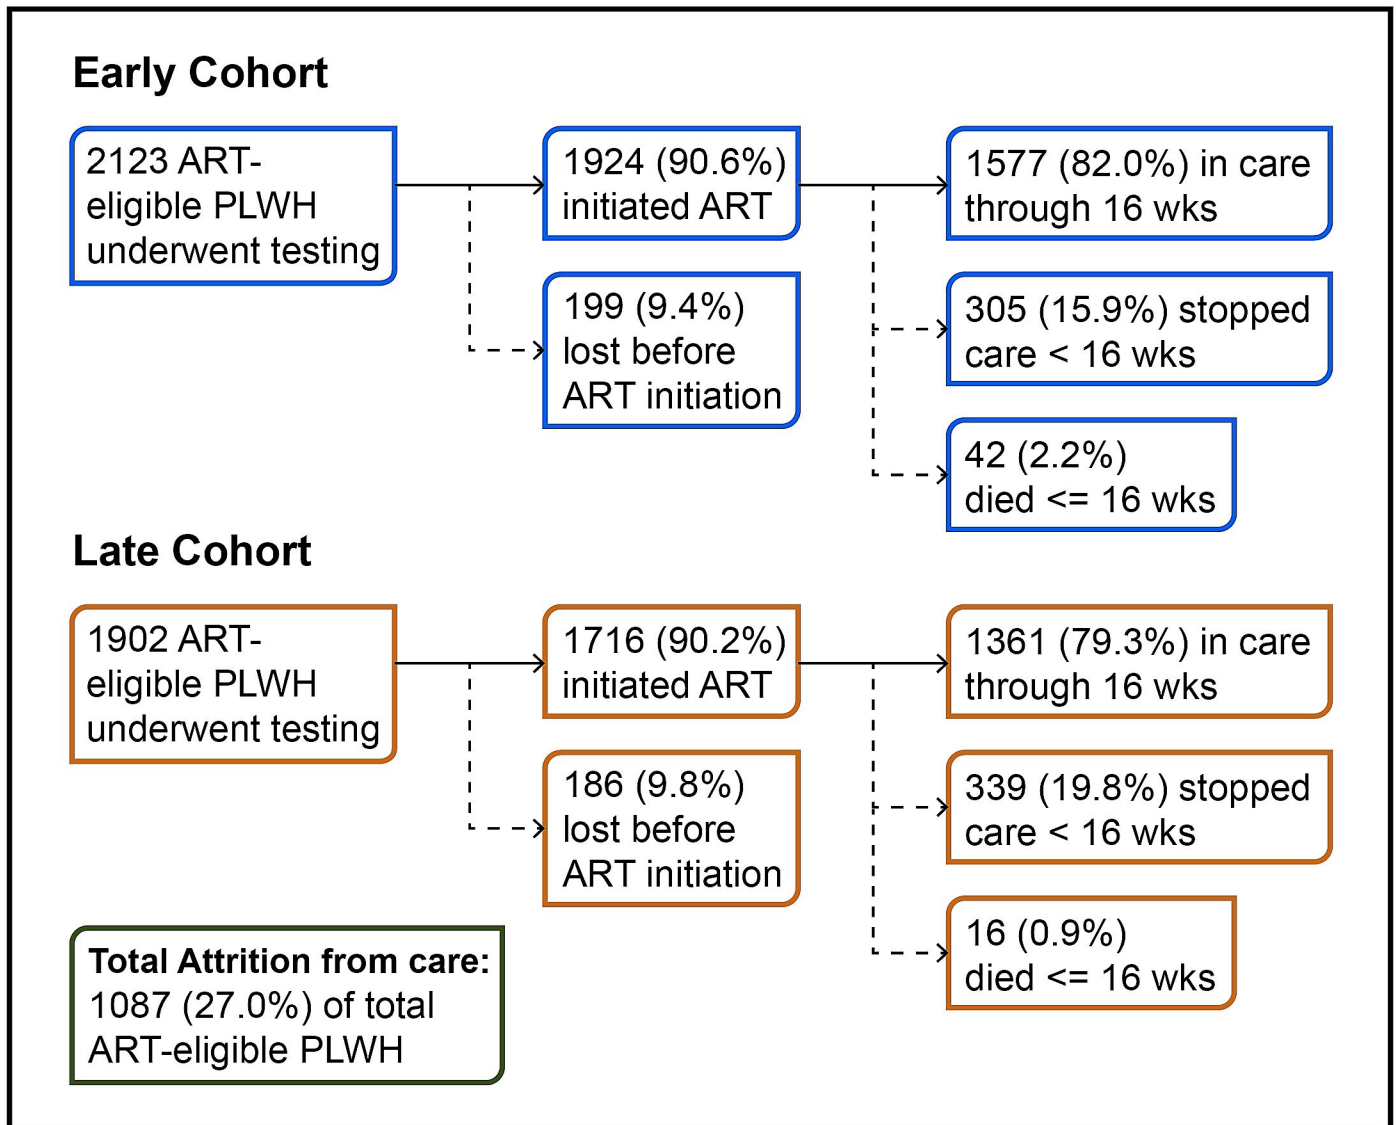 Early Cohort
2123 ART-
eligible PLWH
underwent testing
1924 (90.6%)
initiated ART
1577 (82.0%) in care
through 16 wks
199 (9.4%)
lost before
ART initiation
305 (15.9%) stopped
care < 16 wks
42 (2.2%)
died <= 16 wks
Late Cohort
1902 ART-
eligible PLWH
underwent testing
1716 (90.2%)
initiated ART
1361 (79.3%) in care
through 16 wks
186 (9.8%)
lost before
ART initiation
339 (19.8%) stopped
care < 16 wks
16 (0.9%)
died <= 16 wks
Total Attrition from care:
1087 (27.0%) of total
ART-eligible PLWH